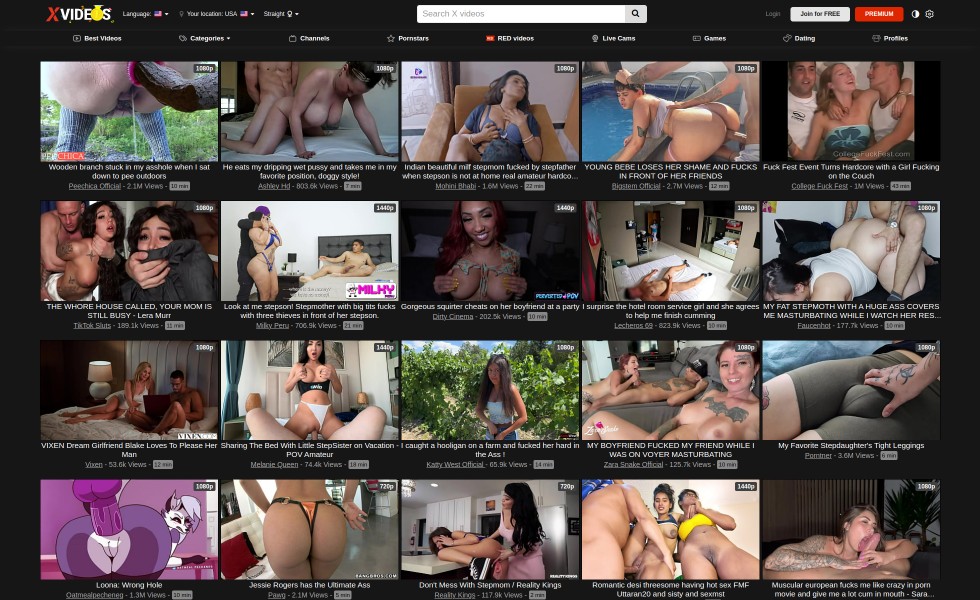 XVIDEOS
Language:
Your location: USA
Straight
Search X videos
Login
Join for FREE
PREMIUM
Best Videos
Categories
Channels
Pornstars
RED videos
Live Cams
Games
Dating
Profiles
1080p
1080p
1080p
1080p
CollegeFuckFest.com
Wooden branch stuck in my asshole when I sat
down to pee outdoors
Peechica Official - 2.1M Views - 10 min
He eats my dripping wet pussy and takes me in my
favorite position, doggy style!
Ashley Hd - 803.6k Views - 7 min
Indian beautiful milf stepmom fucked by stepfather
when stepson is not at home real amateur hardco...
Mohini Bhabi - 1.6M Views - 22 min
YOUNG BEBE LOSES HER SHAME AND FUCKS
IN FRONT OF HER FRIENDS
Bigstern Official - 2.7M Views - 12 min
Fuck Fest Event Turns Hardcore with a Girl Fucking
on the Couch
College Fuck Fest - 1M Views - 43 min
1080p
1440p
MILKY
1440p
PERVERTED POV
1080p
1080p
THE WHORE HOUSE CALLED, YOUR MOM IS
STILL BUSY - Lera Murr
TikTok Sluts - 189.1k Views - 11 min
Look at me stepson! Stepmother with big tits fucks
with three thieves in front of her stepson.
Milky Peru - 706.9k Views - 21 min
Gorgeous squirter cheats on her boyfriend at a party
Dirty Cinema - 202.5k Views - 10 min
I surprise the hotel room service girl and she agrees
to help me finish cumming
Lecheros 69 - 823.9k Views - 10 min
MY FAT STEPMOTH WITH A HUGE ASS COVERS
ME MASTURBATING WHILE I WATCH HER RES...
Faucenhot - 177.7k Views - 10 min
1080p
VIXEN
1440p
1080p
1080p
1080p
VIXEN Dream Girlfriend Blake Loves To Please Her
Man
Vixen - 53.6k Views - 12 min
Sharing The Bed With Little StepSister on Vacation -
POV Amateur
Melanie Queen - 74.4k Views - 18 min
I caught a hooligan on a farm and fucked her hard in
the Ass !
Katty West Official - 65.9k Views - 14 min
MY BOYFRIEND FUCKED MY FRIEND WHILE I
WAS ON VOYER MASTURBATING
Zara Snake Official - 125.7k Views - 10 min
My Favorite Stepdaughter's Tight Leggings
Porntner - 3.6M Views - 6 min
1080p
720p
BANGBROS.COM
720p
REALITY KINGS
1440p
1080p
Loona: Wrong Hole
Oatmealpecheneg - 1.3M Views - 10 min
Jessie Rogers has the Ultimate Ass
Pawg - 2.1M Views - 5 min
Don't Mess With Stepmom / Reality Kings
Reality Kings - 117.9k Views - 2 min
Romantic desi threesome having hot sex FMF
Uttaran20 and sisty and sexmst
Muscular european fucks me like crazy in porn
movie and give me a lot cum in mouth - Sara...